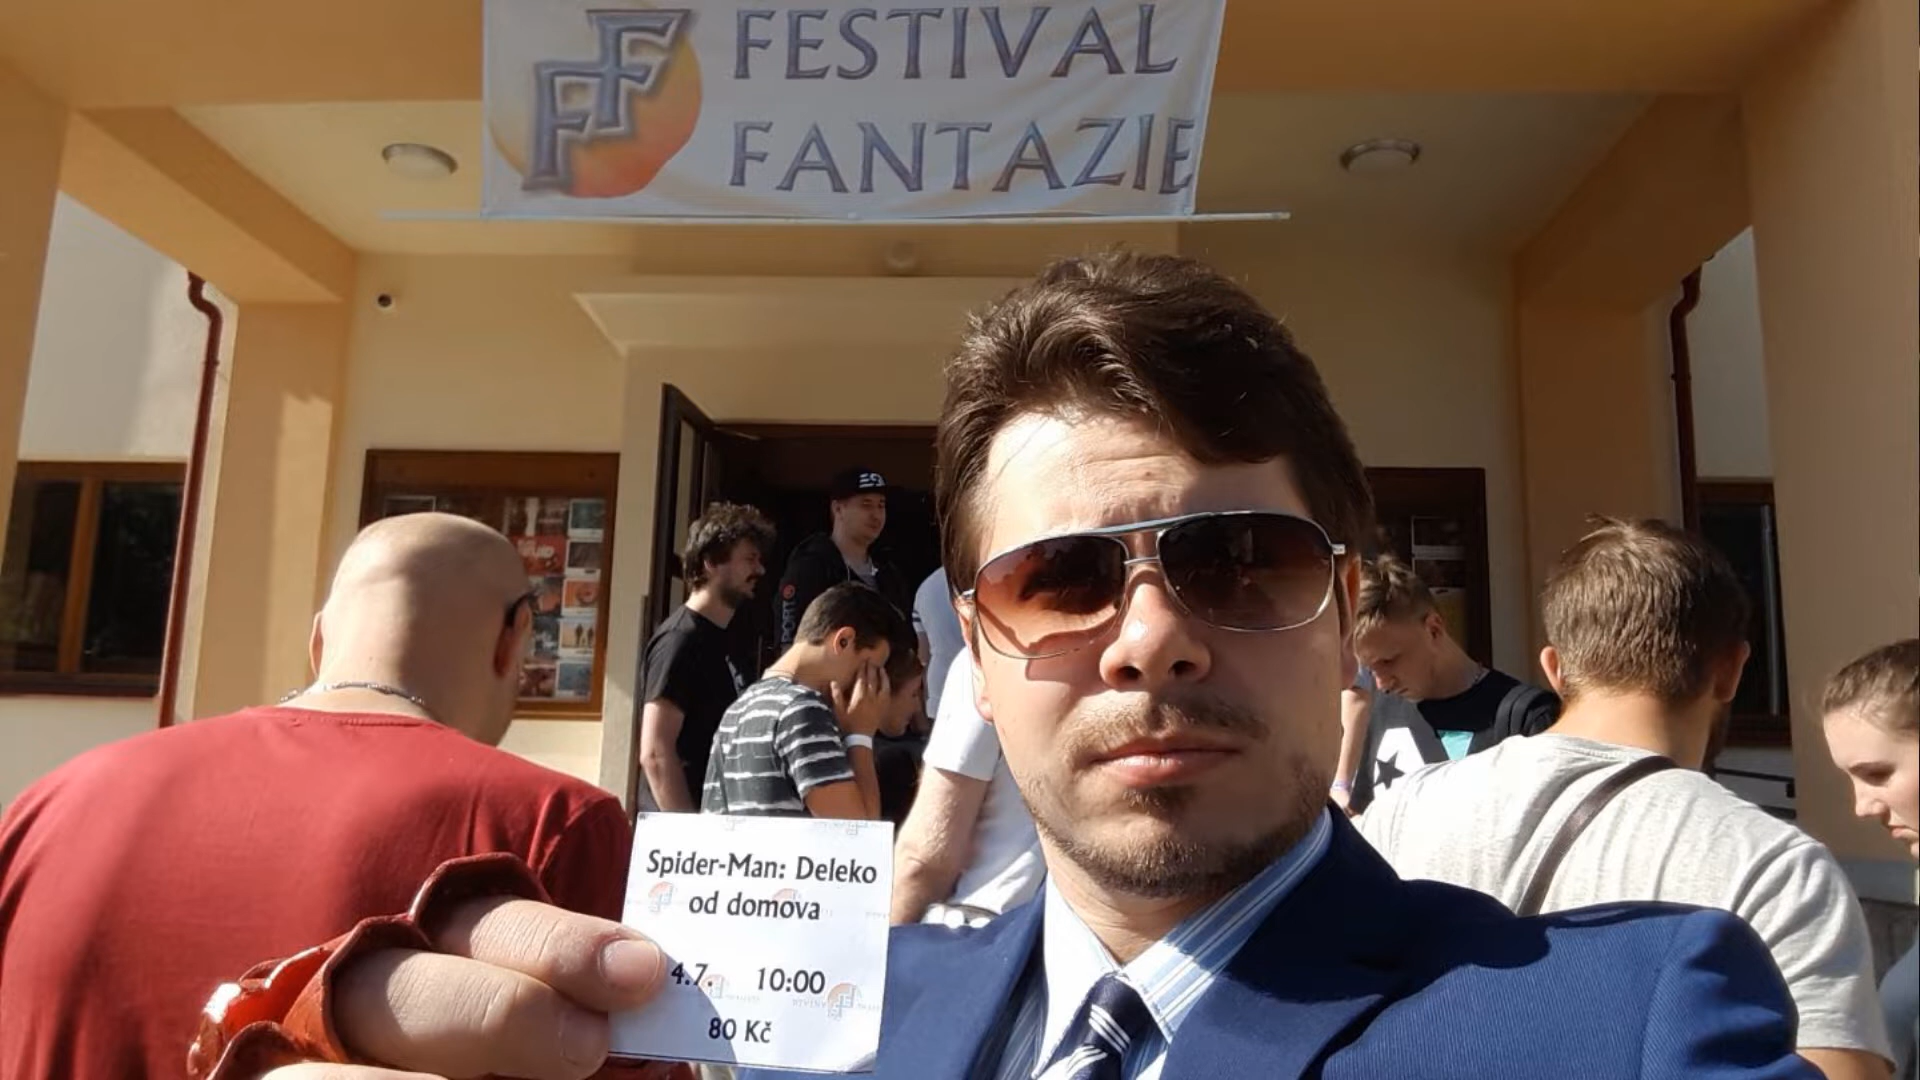 FF
FESTIVAL
FANTAZIE
Spider-Man: Deleko
od domova
4.7. 10:00
80 Kč